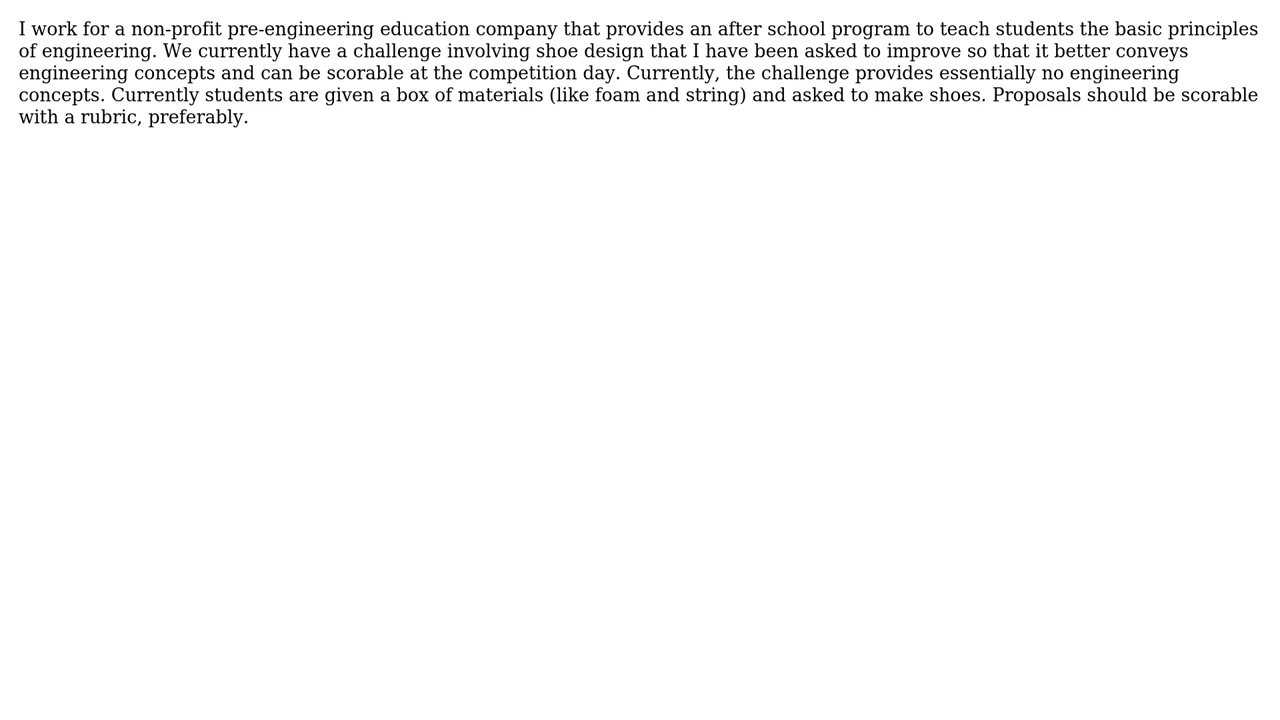 I work for a non-profit pre-engineering education company that provides an after school program to teach students the basic principles
of engineering. We currently have a challenge involving shoe design that I have been asked to improve so that it better conveys
engineering concepts and can be scorable at the competition day. Currently, the challenge provides essentially no engineering
concepts. Currently students are given a box of materials (like foam and string) and asked to make shoes. Proposals should be scorable
with a rubric, preferably.